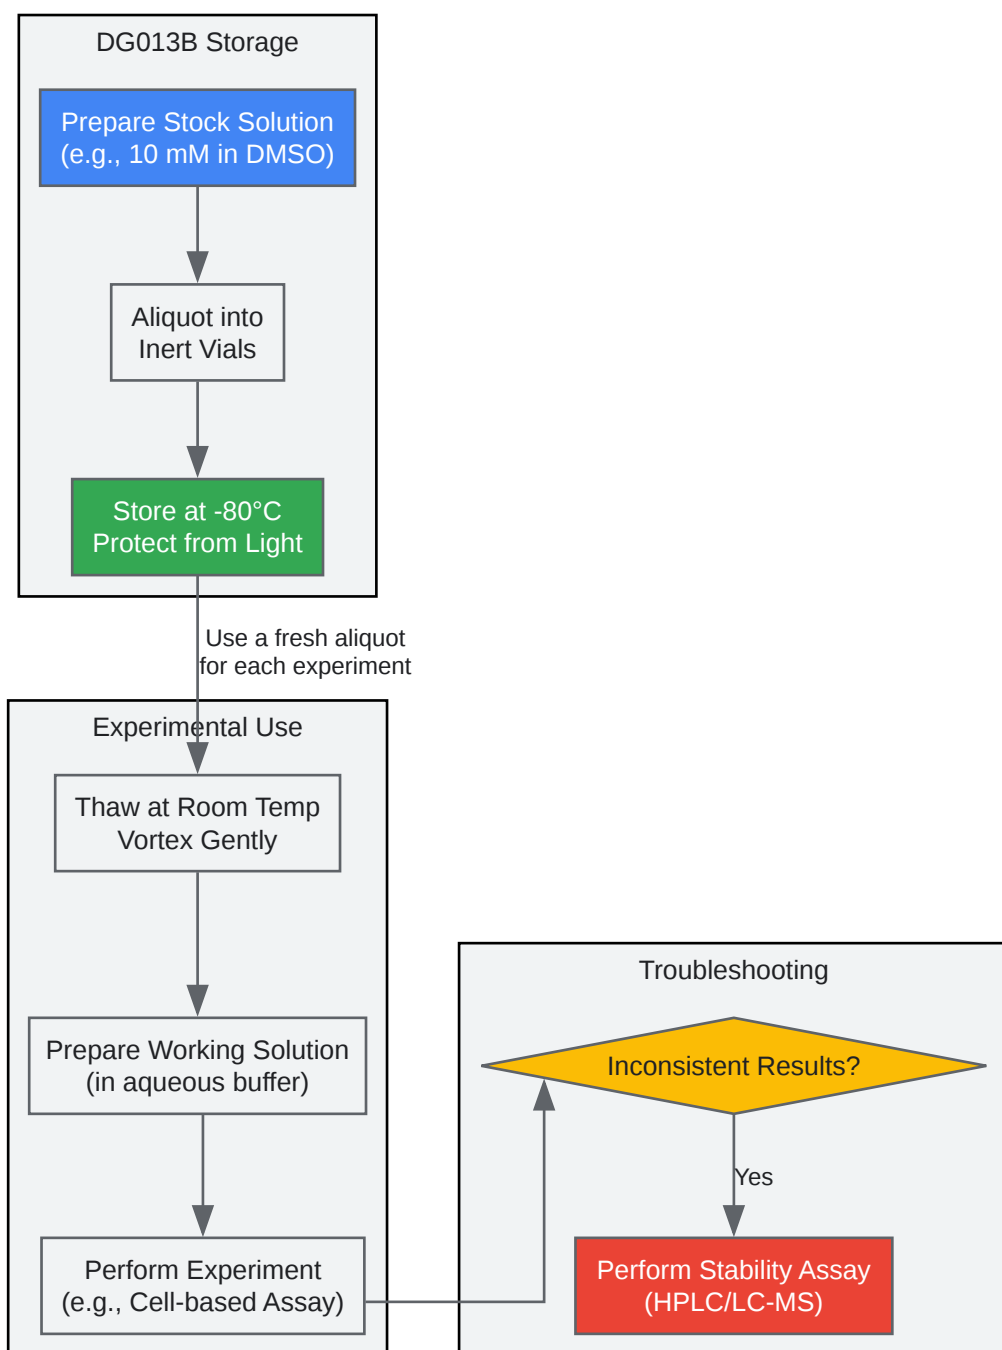 DG013B Storage
Prepare Stock Solution
(e.g., 10 mM in DMSO)
Aliquot into
Inert Vials
Store at -80°C
Protect from Light
Use a fresh aliquot
for each experiment
Experimental Use
Thaw at Room Temp
Vortex Gently
Prepare Working Solution
(in aqueous buffer)
Perform Experiment
(e.g., Cell-based Assay)
Troubleshooting
Inconsistent Results?
Yes
Perform Stability Assay
(HPLC/LC-MS)